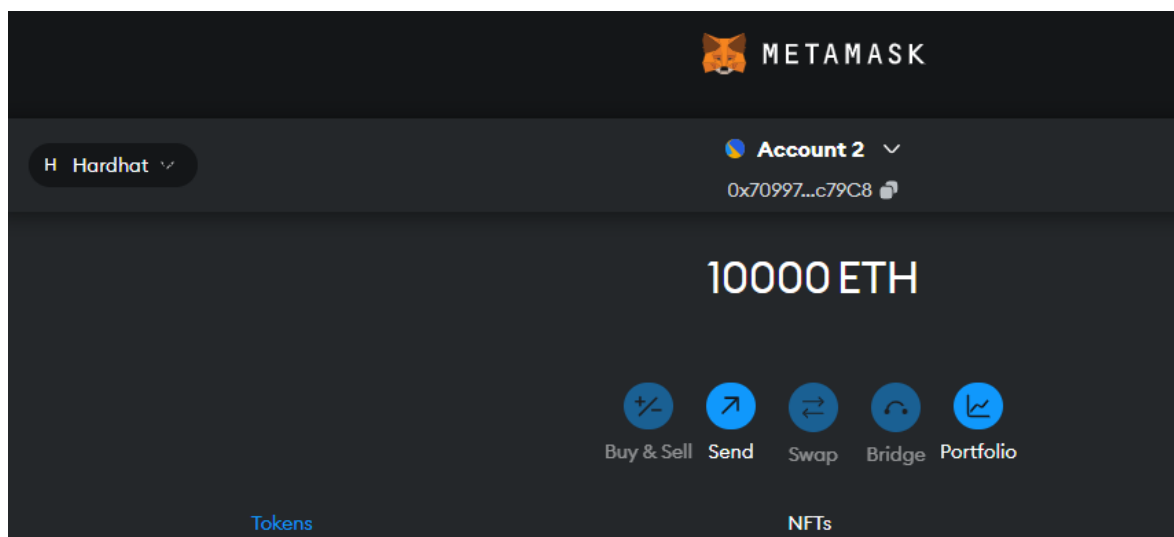 METAMASK
H Hardhat
Account 2
0x70997...c79C8
10000 ETH
Buy & Sell Send Swap Bridge Portfolio
Tokens NFTs